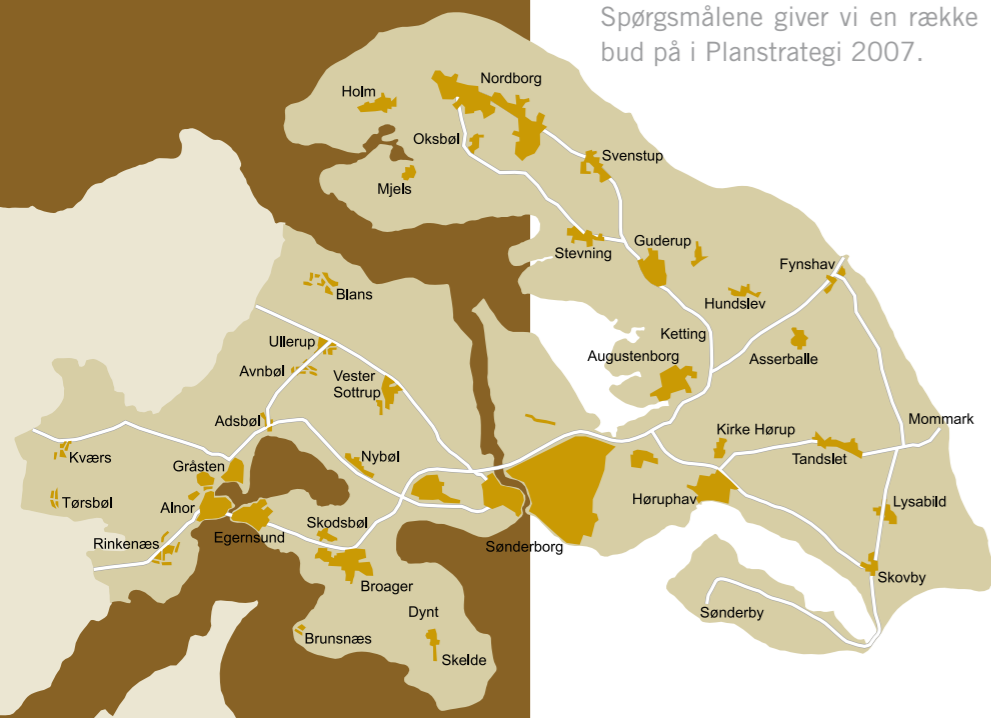 Spørgsmålene giver vi en række
bud på i Planstrategi 2007.
Nordborg
Holm
Oksbøl
Svenstup
Mjels
Stevning
Guderup
Fynshav
Blans
Hundslev
Ketting
Ullerup
Augustenborg
Asserballe
Avnbøl
Vester
Sottrup
Adsbøl
Mommark
Kirke Hørup
Kværs
Nybøl
Tandslet
Gråsten
Tørsbøl
Alnor
Høruphav
Lysabild
Skodsbøl
Rinkenæs
Egernsund
Sønderborg
Skovby
Broager
Dynt
Sønderby
Brunsnæs
Skelde